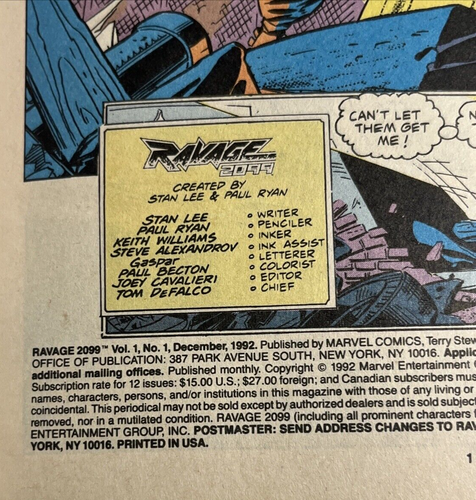 CAN'T LET
THEM GET
ME!
RAVAGE
2099
CREATED BY
STAN LEE & PAUL RYAN
STAN LEE o WRITER
PAUL RYAN o PENCILER
KEITH WILLIAMS o INKER
STEVE ALEXANDROV o INK ASSIST
Gaspar o LETTERER
PAUL BECTON o COLORIST
JOEY CAVALIERI o EDITOR
TOM DeFALCO o CHIEF
RAVAGE 2099™ Vol. 1, No. 1, December, 1992. Published by MARVEL COMICS, Terry Stew
OFFICE OF PUBLICATION: 387 PARK AVENUE SOUTH, NEW YORK, NY 10016. Applic
additional mailing offices. Published monthly. Copyright © 1992 Marvel Entertainment
Subscription rate for 12 issues: $15.00 U.S.; $27.00 foreign; and Canadian subscribers mus
names, characters, persons, and/or institutions in this magazine with those of any living or
coincidental. This periodical may not be sold except by authorized dealers and is sold subject
removed, nor in a mutilated condition. RAVAGE 2099 (including all prominent characters
ENTERTAINMENT GROUP, INC. POSTMASTER: SEND ADDRESS CHANGES TO RAV
YORK, NY 10016. PRINTED IN USA.
1